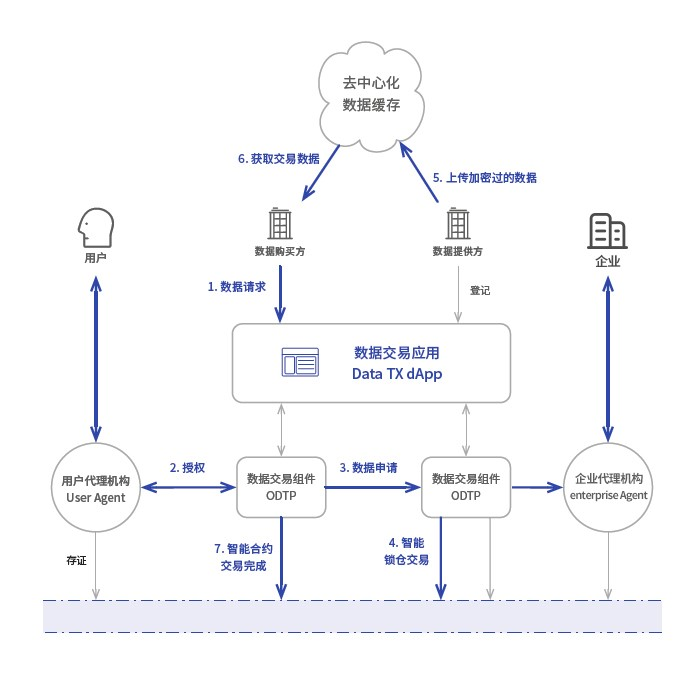 去中心化
数据缓存
6. 获取交易数据
5. 上传加密过的数据
用户
数据购买方
数据提供方
企业
1. 数据请求
登记
数据交易应用
Data TX dApp
用户代理机构
User Agent
2. 授权
数据交易组件
ODTP
3. 数据申请
数据交易组件
ODTP
企业代理机构
enterprise Agent
存证
7. 智能合约
交易完成
4. 智能
锁仓交易